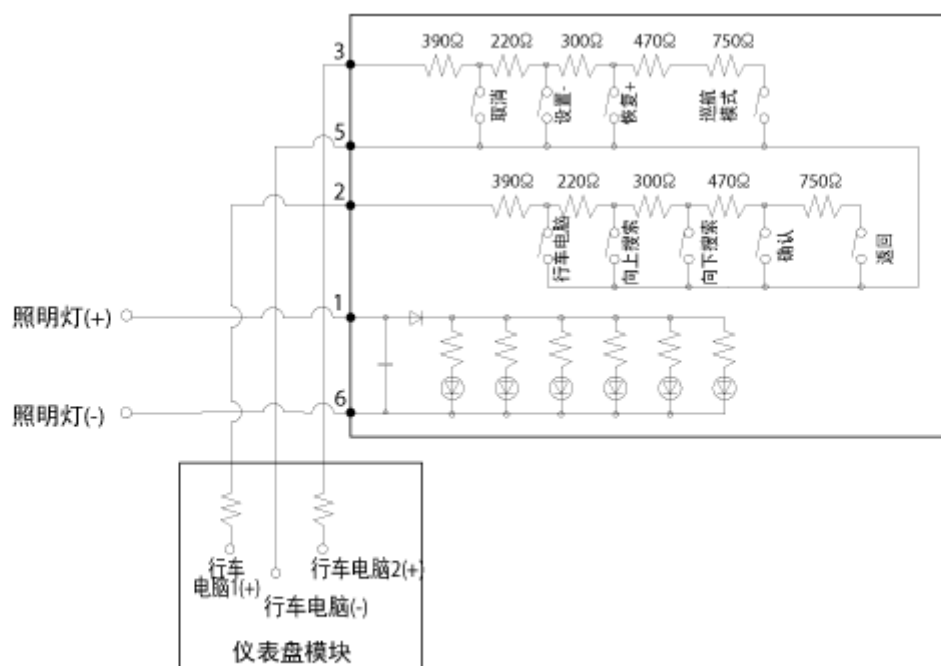 390Ω 220Ω 300Ω 470Ω 750Ω
3
取消
设置-
恢复+
巡航
模式
5
390Ω 220Ω 300Ω 470Ω 750Ω
2
行车电脑
向上搜索
向下搜索
确认
返回
照明灯(+)
1
照明灯(-)
6
行车
电脑1(+)
行车电脑2(+)
行车电脑(-)
仪表盘模块